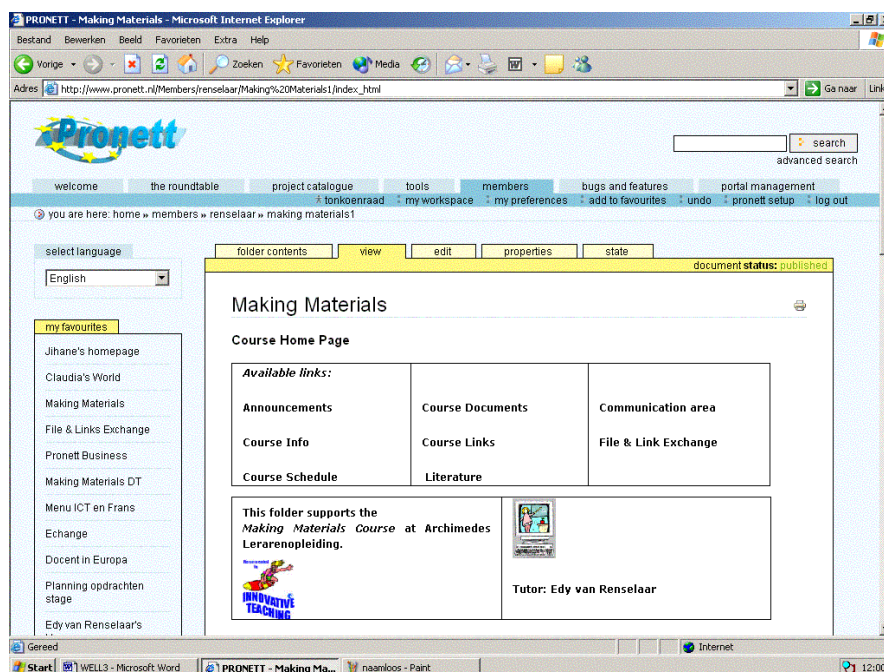 PRONETT - Making Materials - Microsoft Internet Explorer
Bestand Bewerken Beeld Favorieten Extra Help
Vorige Zoeken Favorieten Media
Adres http://www.pronett.nl/Members/renselaar/Making%20Materials1/index_html Ga naar Link
Pronett
search
advanced search
welcome the roundtable project catalogue tools members bugs and features portal management
tonkoenraad my workspace my preferences add to favourites undo pronett setup log out
you are here: home » members » renselaar » making materials1
select language
English
my favourites
Jihane's homepage
Claudia's World
Making Materials
File & Links Exchange
Pronett Business
Making Materials DT
Menu ICT en Frans
Echange
Docent in Europa
Planning opdrachten
stage
Edy van Renselaar's
folder contents view edit properties state
document status: published
Making Materials
Course Home Page
Available links:
Announcements Course Documents Communication area
Course Info Course Links File & Link Exchange
Course Schedule Literature
This folder supports the
Making Materials Course at Archimedes
Lerarenopleiding.
INNOVATIVE
TEACHING
Tutor: Edy van Renselaar
Gereed Internet
Start WELL3 - Microsoft Word PRONETT - Making Ma... naamloos - Paint 12:00